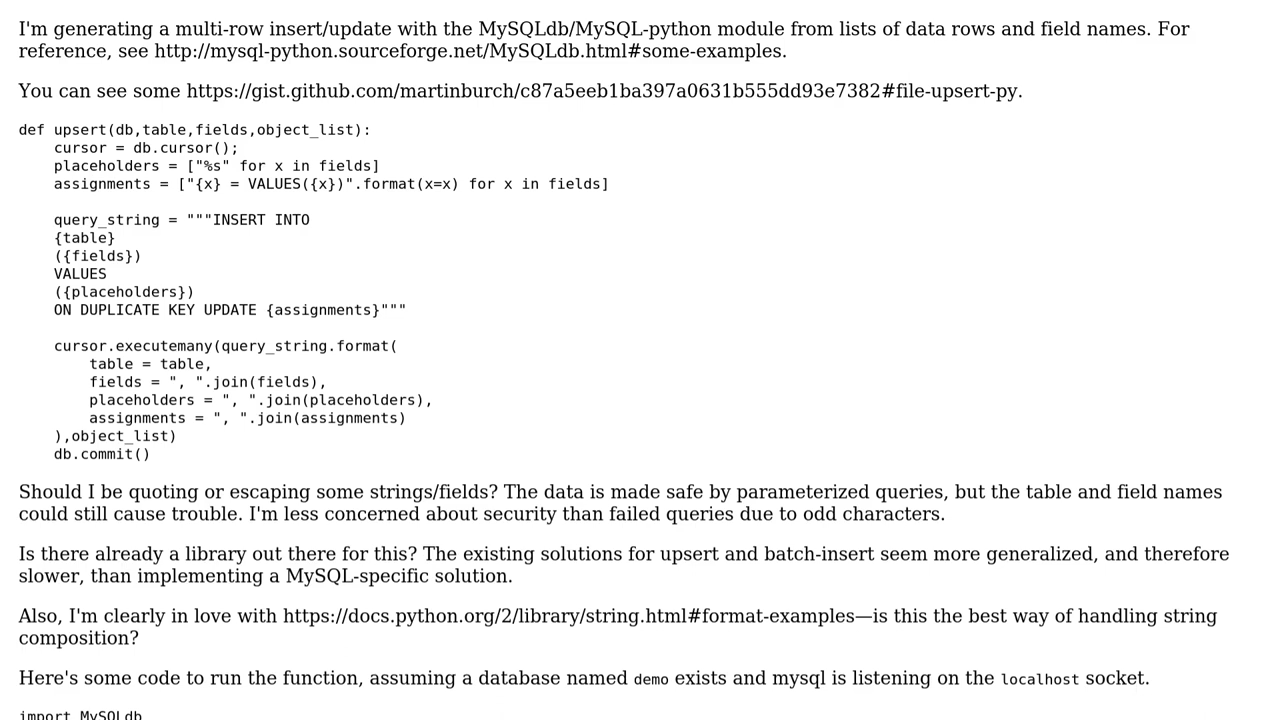 I'm generating a multi-row insert/update with the MySQLdb/MySQL-python module from lists of data rows and field names. For
reference, see http://mysql-python.sourceforge.net/MySQLdb.html#some-examples.
You can see some https://gist.github.com/martinburch/c87a5eeb1ba397a0631b555dd93e7382#file-upsert-py.
def upsert(db,table,fields,object_list):
    cursor = db.cursor();
    placeholders = ["%s" for x in fields]
    assignments = ["{x} = VALUES({x})".format(x=x) for x in fields]
    query_string = """INSERT INTO
    {table}
    ({fields})
    VALUES
    ({placeholders})
    ON DUPLICATE KEY UPDATE {assignments}"""
    cursor.executemany(query_string.format(
        table = table,
        fields = ", ".join(fields),
        placeholders = ", ".join(placeholders),
        assignments = ", ".join(assignments)
    ),object_list)
    db.commit()
Should I be quoting or escaping some strings/fields? The data is made safe by parameterized queries, but the table and field names
could still cause trouble. I'm less concerned about security than failed queries due to odd characters.
Is there already a library out there for this? The existing solutions for upsert and batch-insert seem more generalized, and therefore
slower, than implementing a MySQL-specific solution.
Also, I'm clearly in love with https://docs.python.org/2/library/string.html#format-examples—is this the best way of handling string
composition?
Here's some code to run the function, assuming a database named demo exists and mysql is listening on the localhost socket.
import MySQLdb